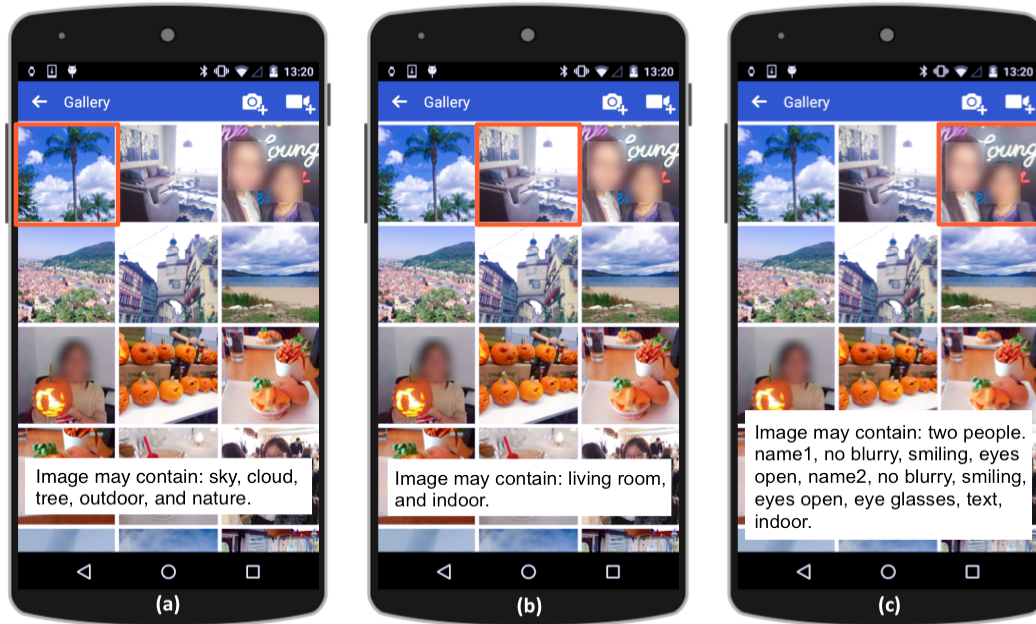 13:20
Gallery
Young
Image may contain: sky, cloud,
tree, outdoor, and nature.
(a)
13:20
Gallery
Young
Image may contain: living room,
and indoor.
(b)
13:20
Gallery
Image may contain: two people.
name1, no blurry, smiling, eyes
open, name2, no blurry, smiling,
eyes open, eye glasses, text,
indoor.
(c)